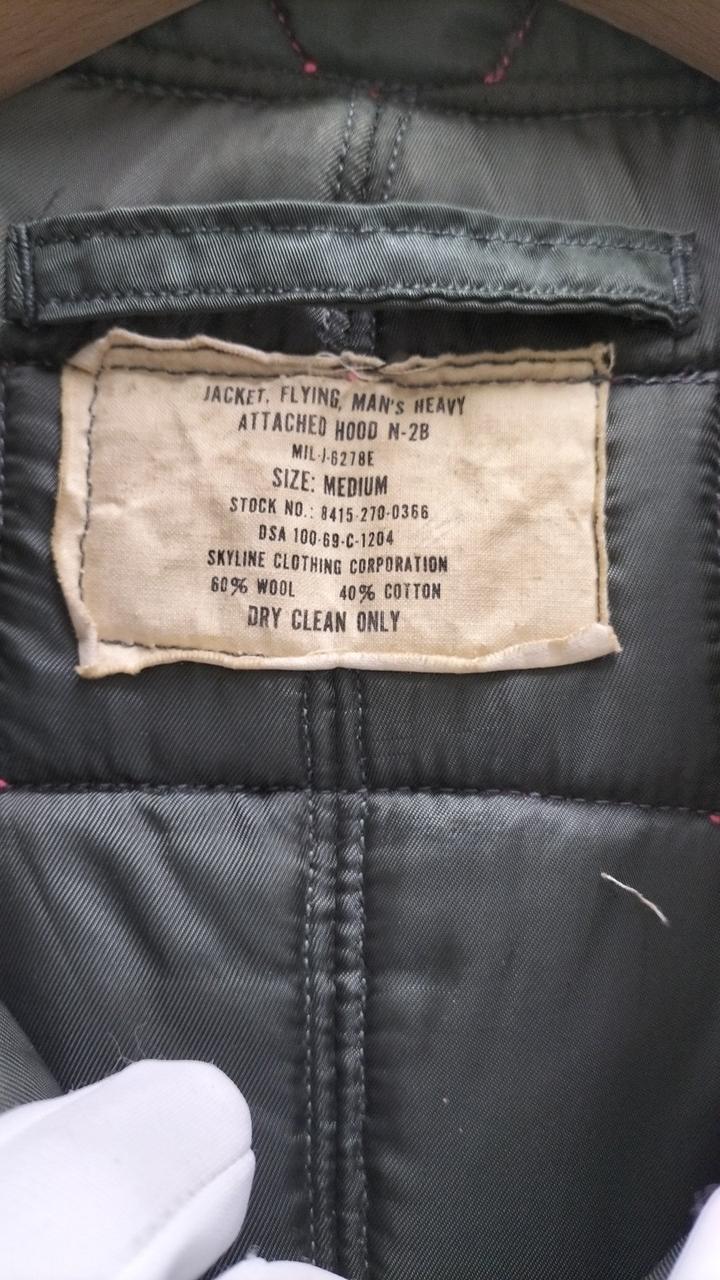 JACKET, FLYING, MAN'S HEAVY
ATTACHED HOOD N-2B
MIL-J-6278E
SIZE: MEDIUM
STOCK NO.: 8415-270-0366
DSA 100-69-C-1204
SKYLINE CLOTHING CORPORATION
60% WOOL 40% COTTON
DRY CLEAN ONLY